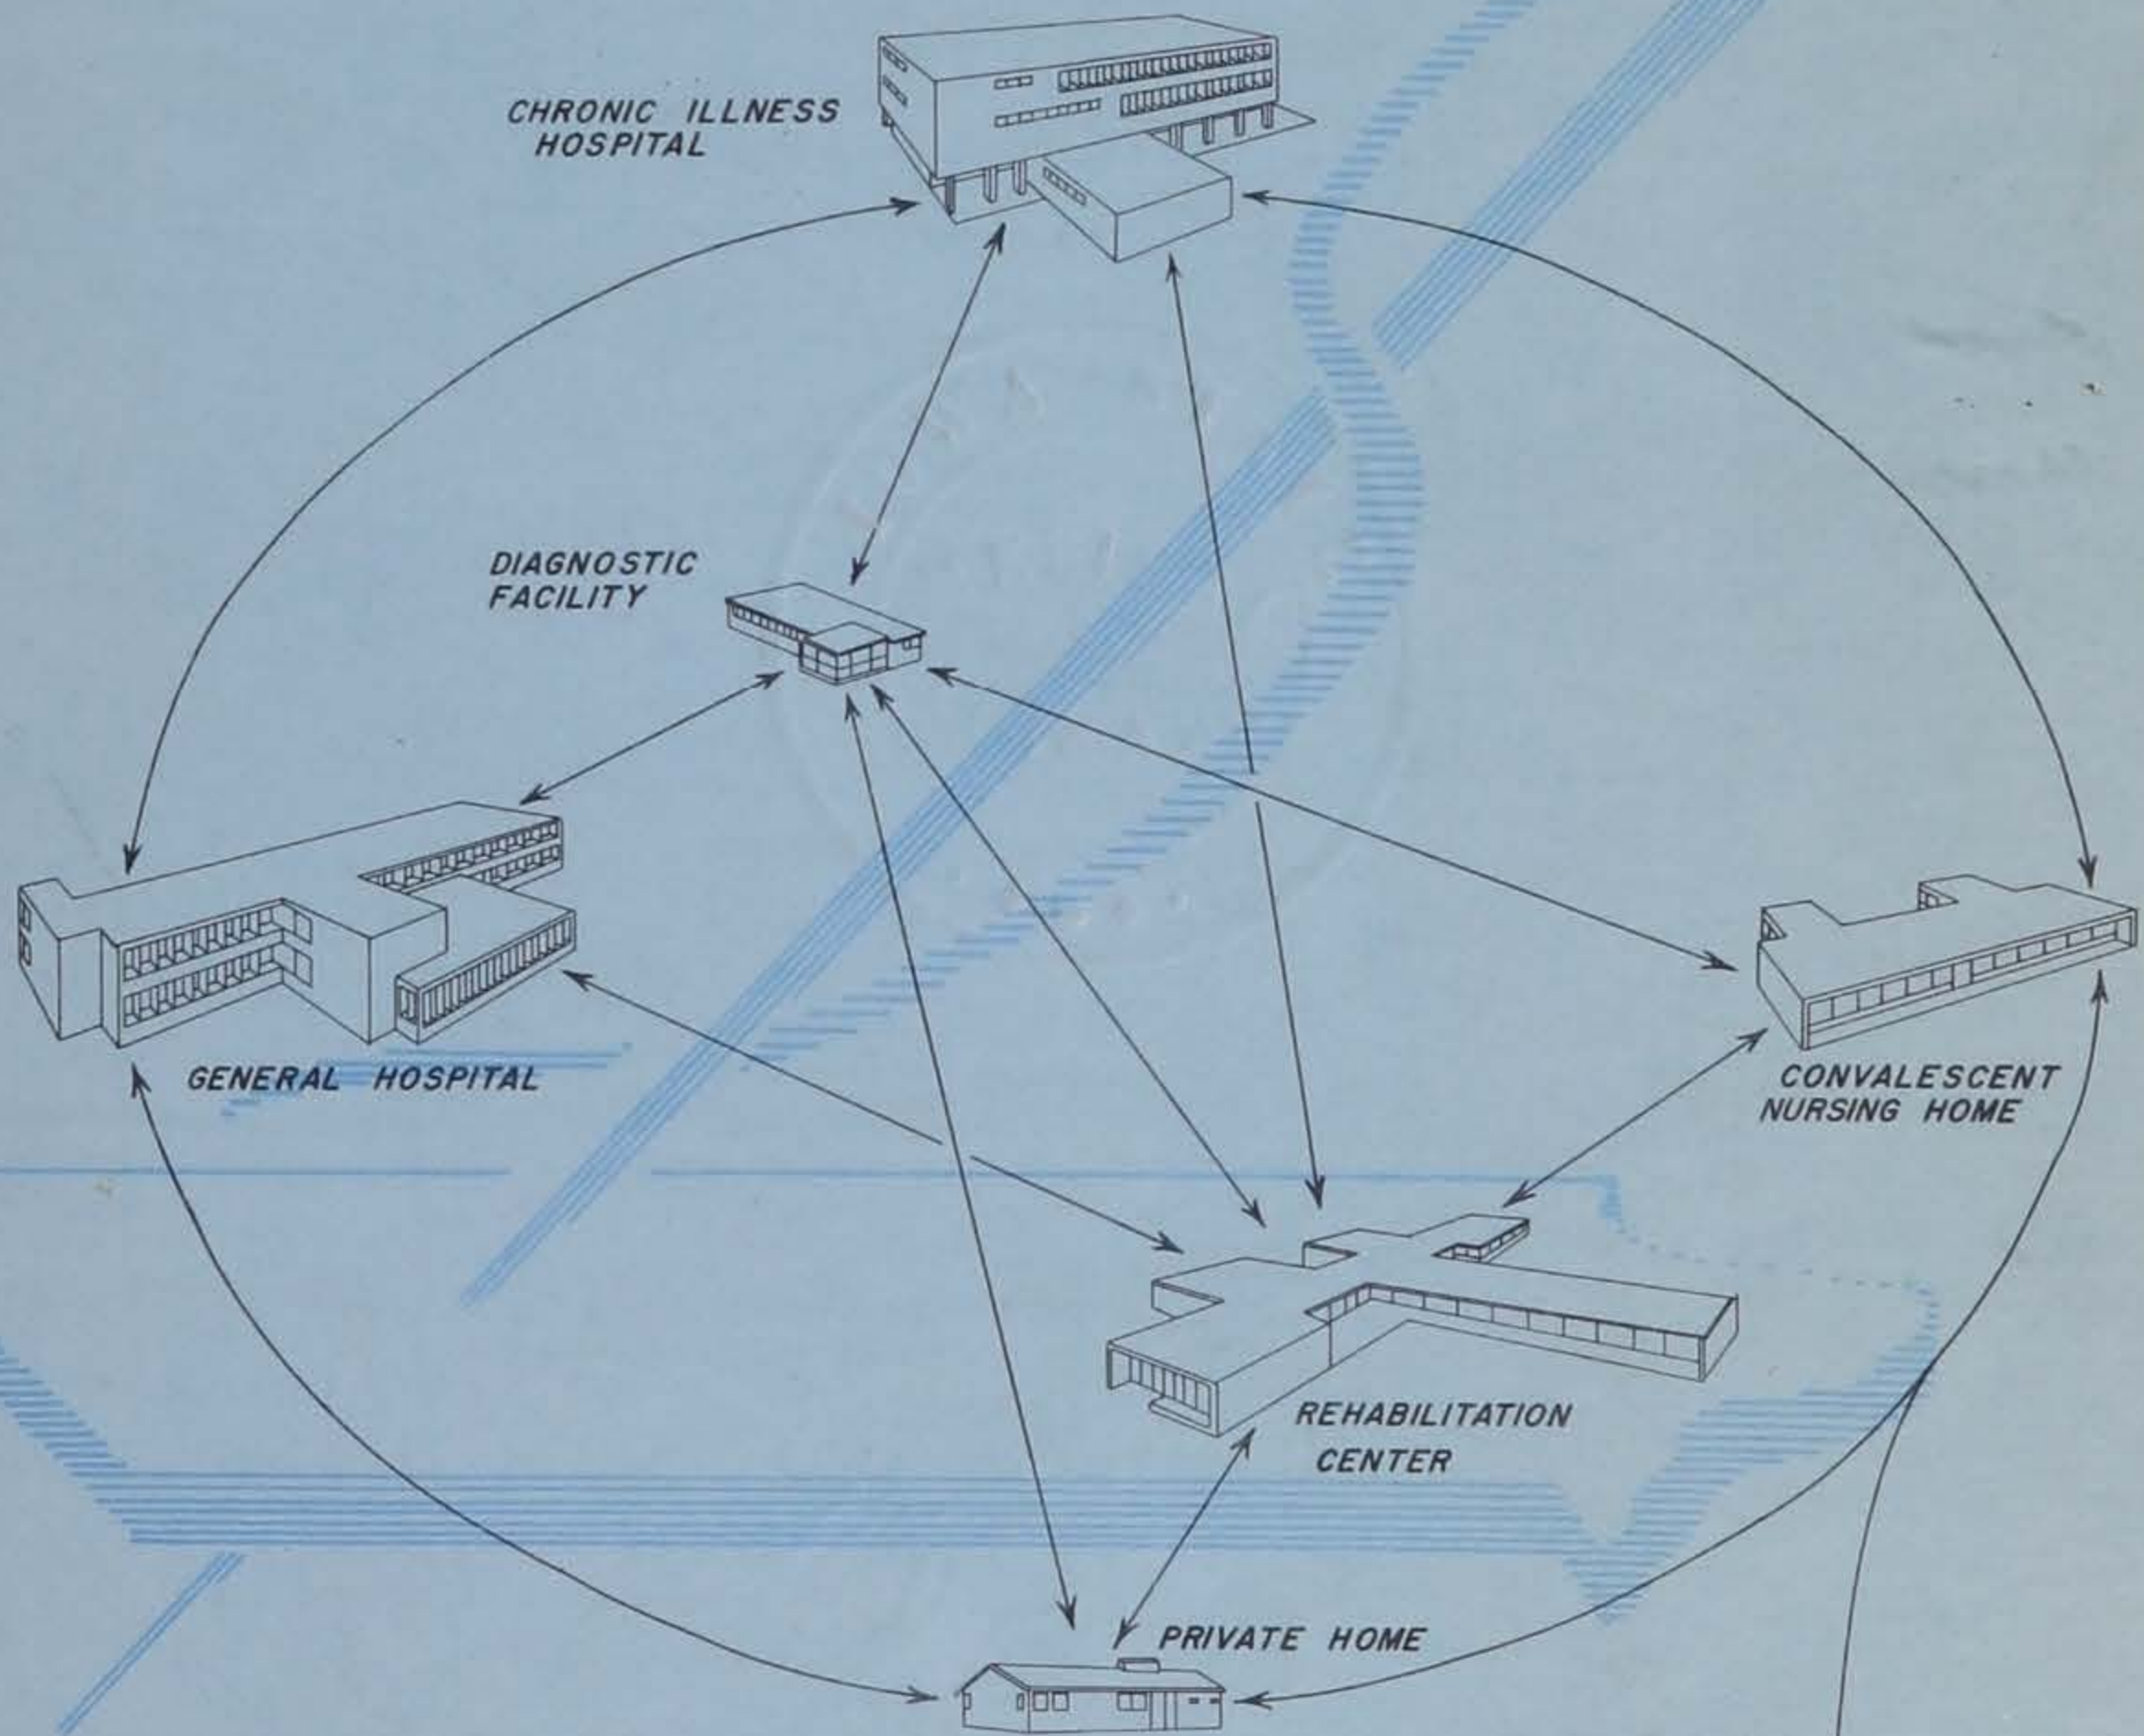 CHRONIC ILLNESS
HOSPITAL
DIAGNOSTIC
FACILITY
GENERAL HOSPITAL
CONVALESCENT
NURSING HOME
REHABILITATION
CENTER
PRIVATE HOME